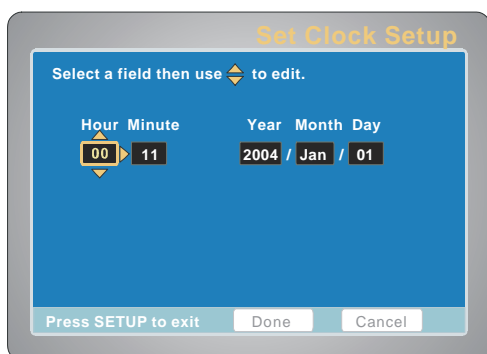 Set Clock Setup
Select a field then use to edit.
Hour Minute Year Month Day
00 11 2004 / Jan / 01
Press SETUP to exit Done Cancel